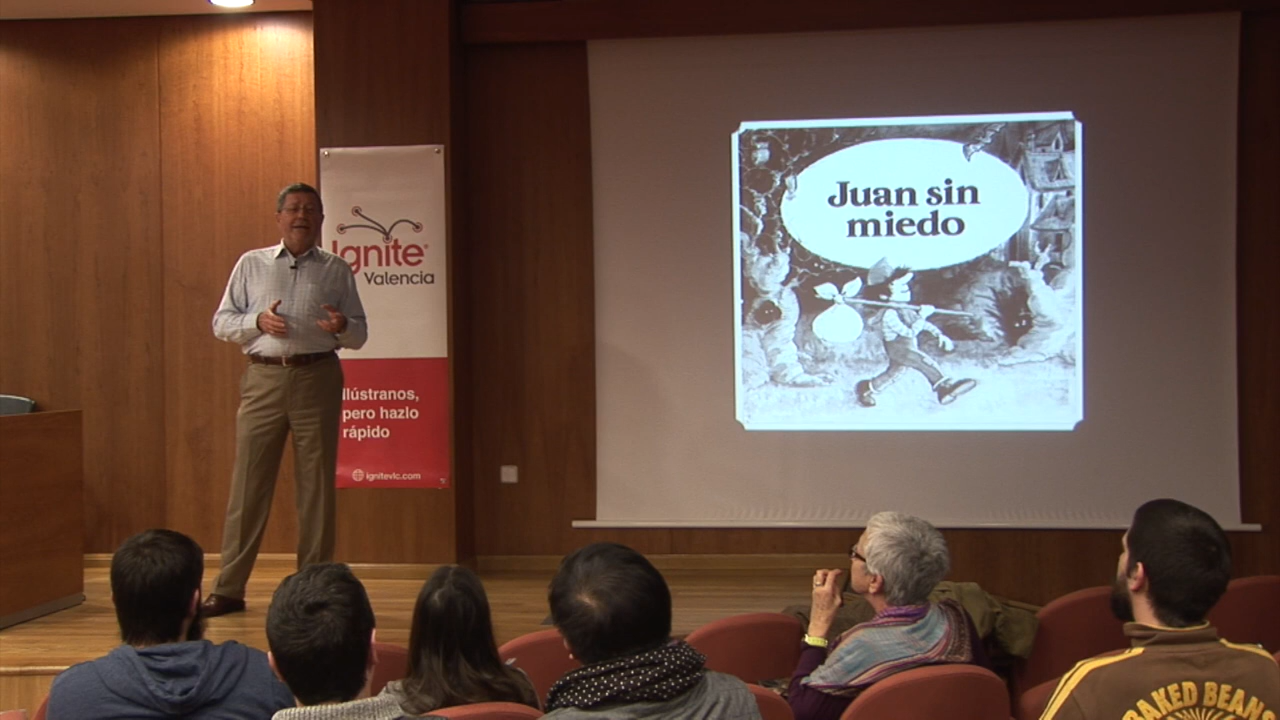 Ignite®
Valencia
Ilústranos,
pero hazlo
rápido
ignitevlc.com
Juan sin
miedo
BAKED BEANS